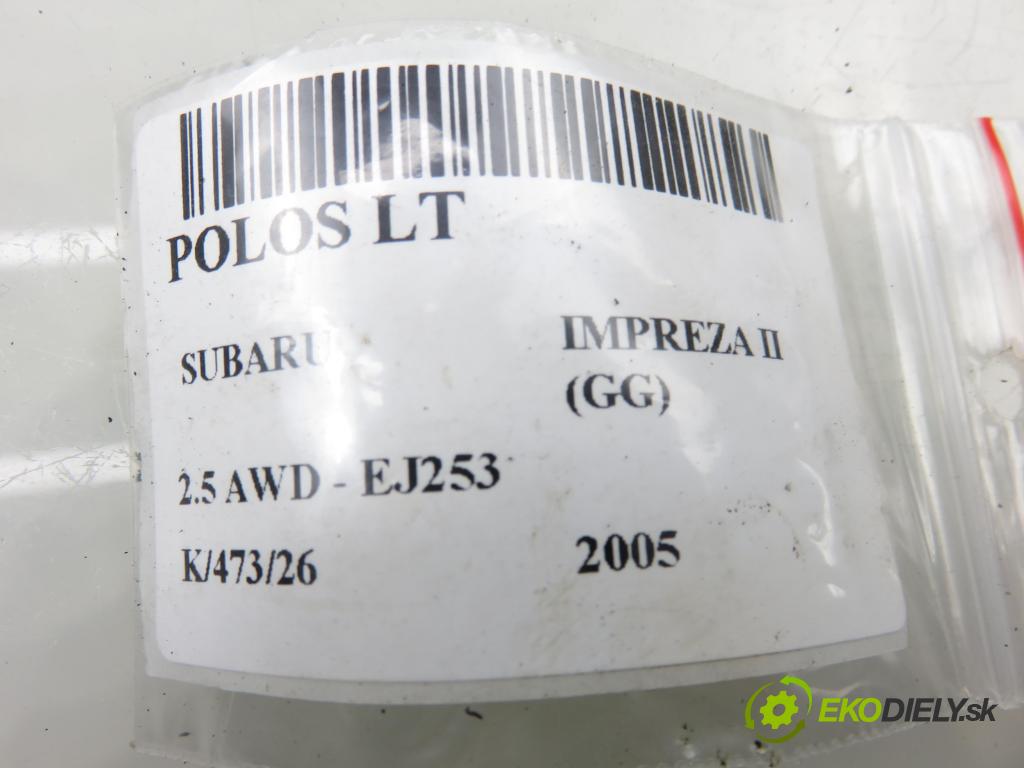 POLOS LT
SUBARU
IMPREZA II
(GG)
2.5 AWD - EJ253
K/473/26
2005
EKODIELY.sk